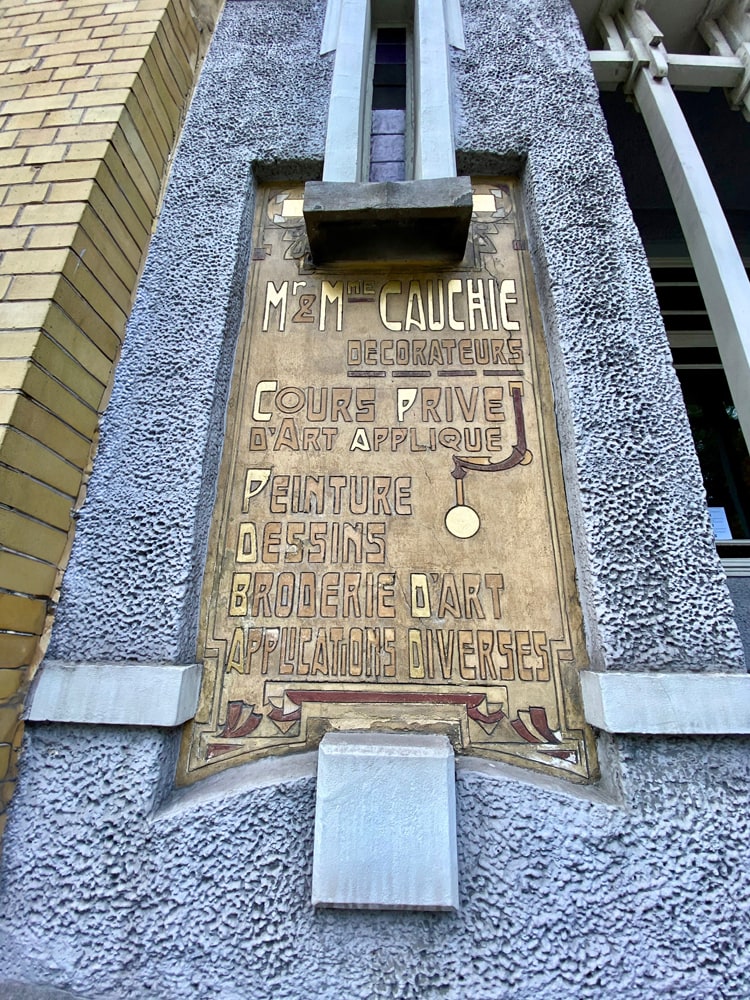 Mr & MME CAUCHIE
DECORATEURS
COURS PRIVE
D'ART APPLIQUE
PEINTURE
DESSINS
BRODERIE D'ART
APPLICATIONS DIVERSES